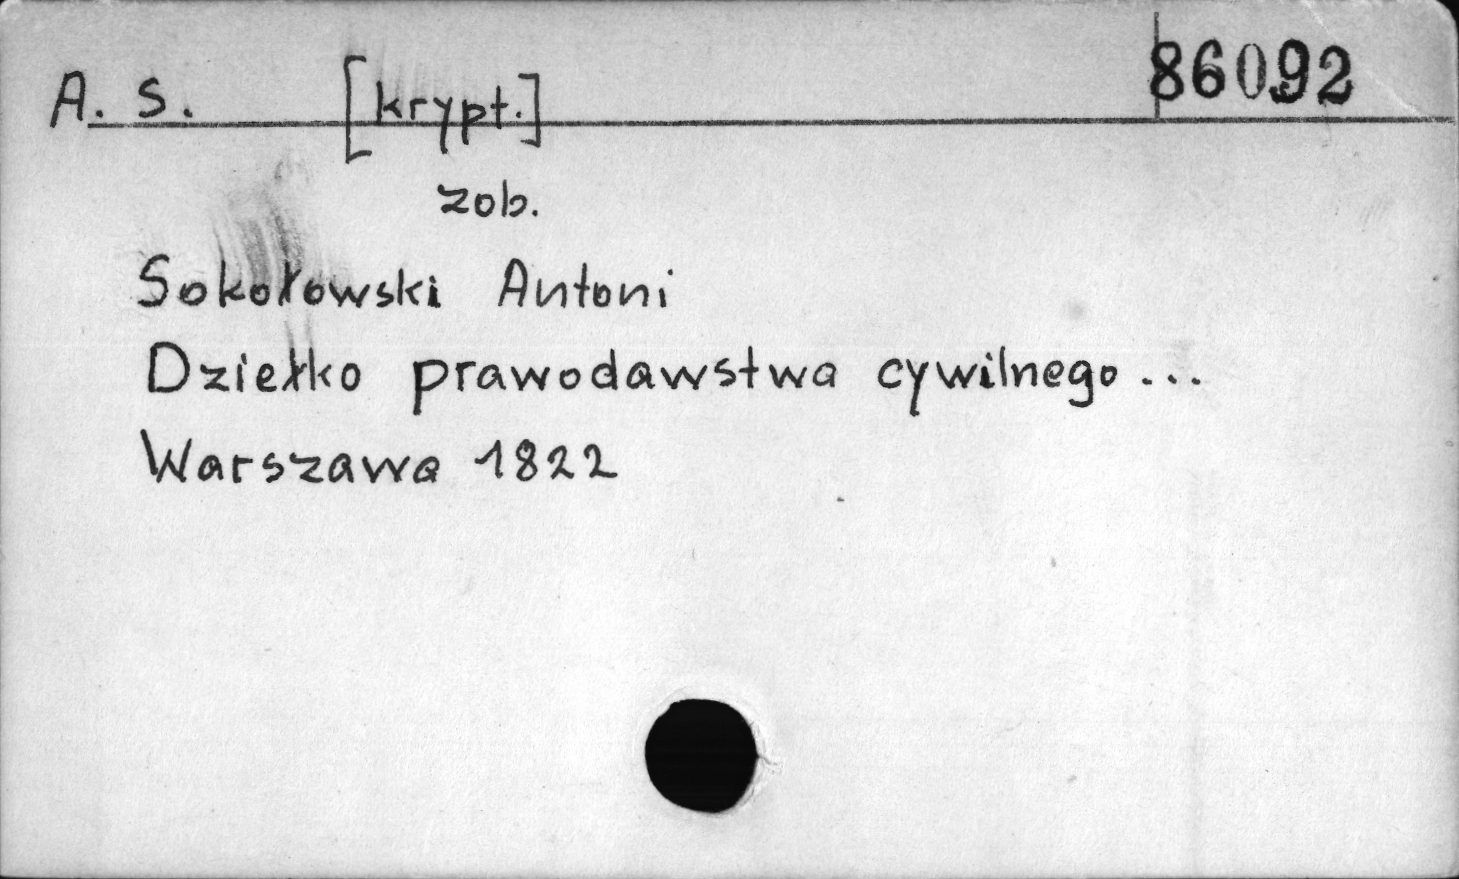 A. S. [krypt.] 86092
zob.
Sokołowski Antoni
Dziełko prawodawstwa cywilnego...
Warszawa 1822